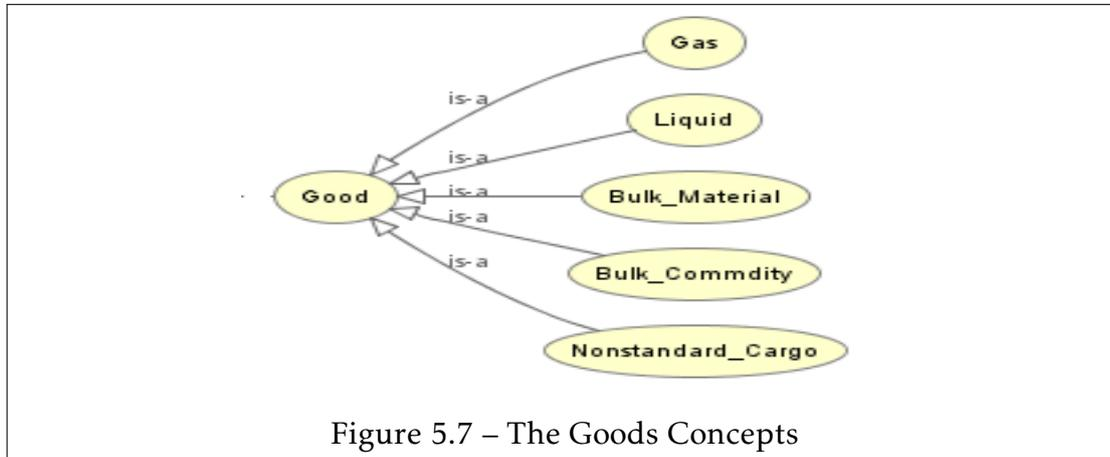 Gas
is-a
Liquid
is-a
Good
is-a
Bulk_Material
is-a
Bulk_Commdity
is-a
Nonstandard_Cargo
Figure 5.7 – The Goods Concepts